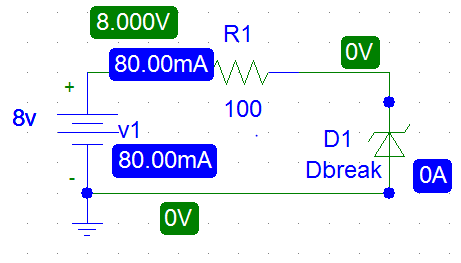 8.000V
R1
80.00mA
0V
+
100
8v
v1
D1
80.00mA
Dbreak
0A
-
0V